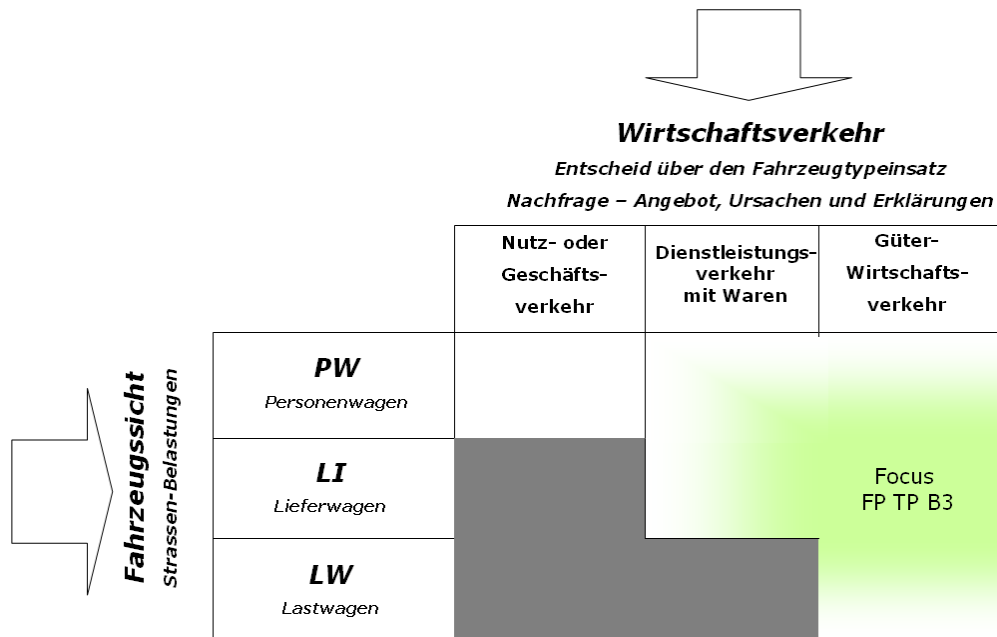 Wirtschaftsverkehr
Entscheid über den Fahrzeugtypeinsatz
Nachfrage – Angebot, Ursachen und Erklärungen
Nutz- oder
Geschäfts-
verkehr
Dienstleistungs-
verkehr
mit Waren
Güter-
Wirtschafts-
verkehr
Fahrzeugssicht
Strassen-Belastungen
PW
Personenwagen
LI
Lieferwagen
LW
Lastwagen
Focus
FP TP B3